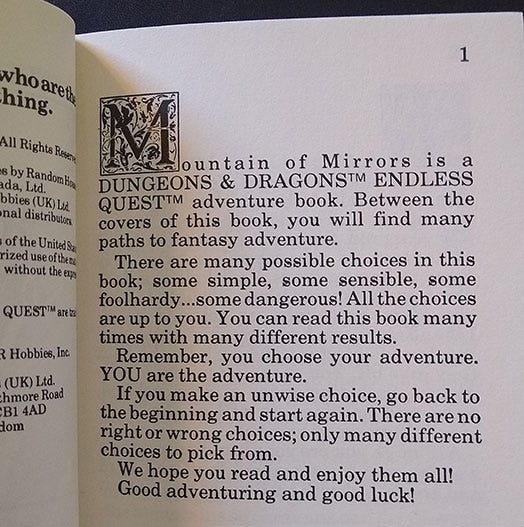 who are the
thing.
All Rights Reserve
es by Random Hou
ada, Ltd.
bbies (UK) Ltd.
onal distributors
s of the United Stat
rized use of the ma
without the expre
QUEST™ are tra
R Hobbies, Inc.
(UK) Ltd.
thmore Road
CB1 4AD
dom
1
Mountain of Mirrors is a
DUNGEONS & DRAGONS™ ENDLESS
QUEST™ adventure book. Between the
covers of this book, you will find many
paths to fantasy adventure.
There are many possible choices in this
book; some simple, some sensible, some
foolhardy...some dangerous! All the choices
are up to you. You can read this book many
times with many different results.
Remember, you choose your adventure.
YOU are the adventure.
If you make an unwise choice, go back to
the beginning and start again. There are no
right or wrong choices; only many different
choices to pick from.
We hope you read and enjoy them all!
Good adventuring and good luck!